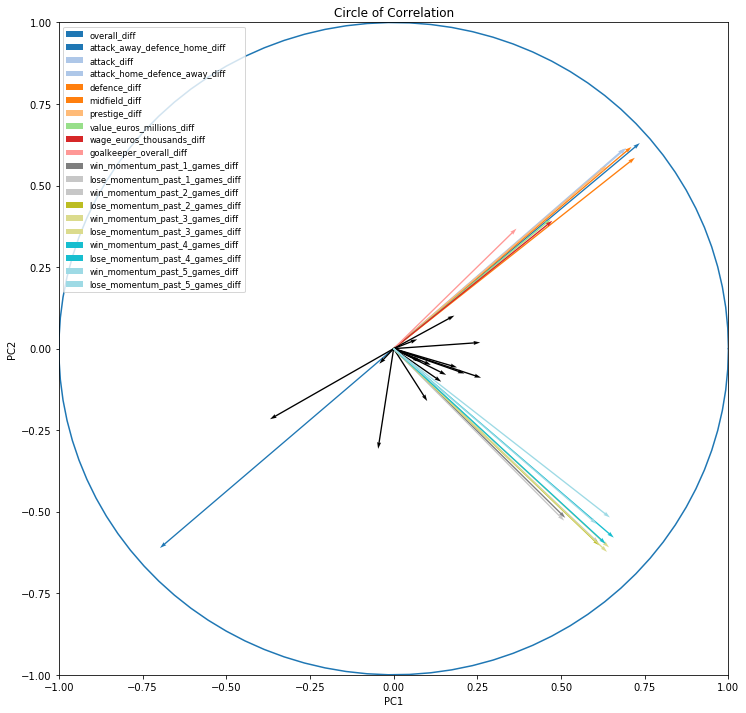 Circle of Correlation
1.00
0.75
0.50
0.25
0.00
−0.25
−0.50
−0.75
−1.00
PC2
overall_diff
attack_away_defence_home_diff
attack_diff
attack_home_defence_away_diff
defence_diff
midfield_diff
prestige_diff
value_euros_millions_diff
wage_euros_thousands_diff
goalkeeper_overall_diff
win_momentum_past_1_games_diff
lose_momentum_past_1_games_diff
win_momentum_past_2_games_diff
lose_momentum_past_2_games_diff
win_momentum_past_3_games_diff
lose_momentum_past_3_games_diff
win_momentum_past_4_games_diff
lose_momentum_past_4_games_diff
win_momentum_past_5_games_diff
lose_momentum_past_5_games_diff
−1.00 −0.75 −0.50 −0.25 0.00 0.25 0.50 0.75 1.00
PC1